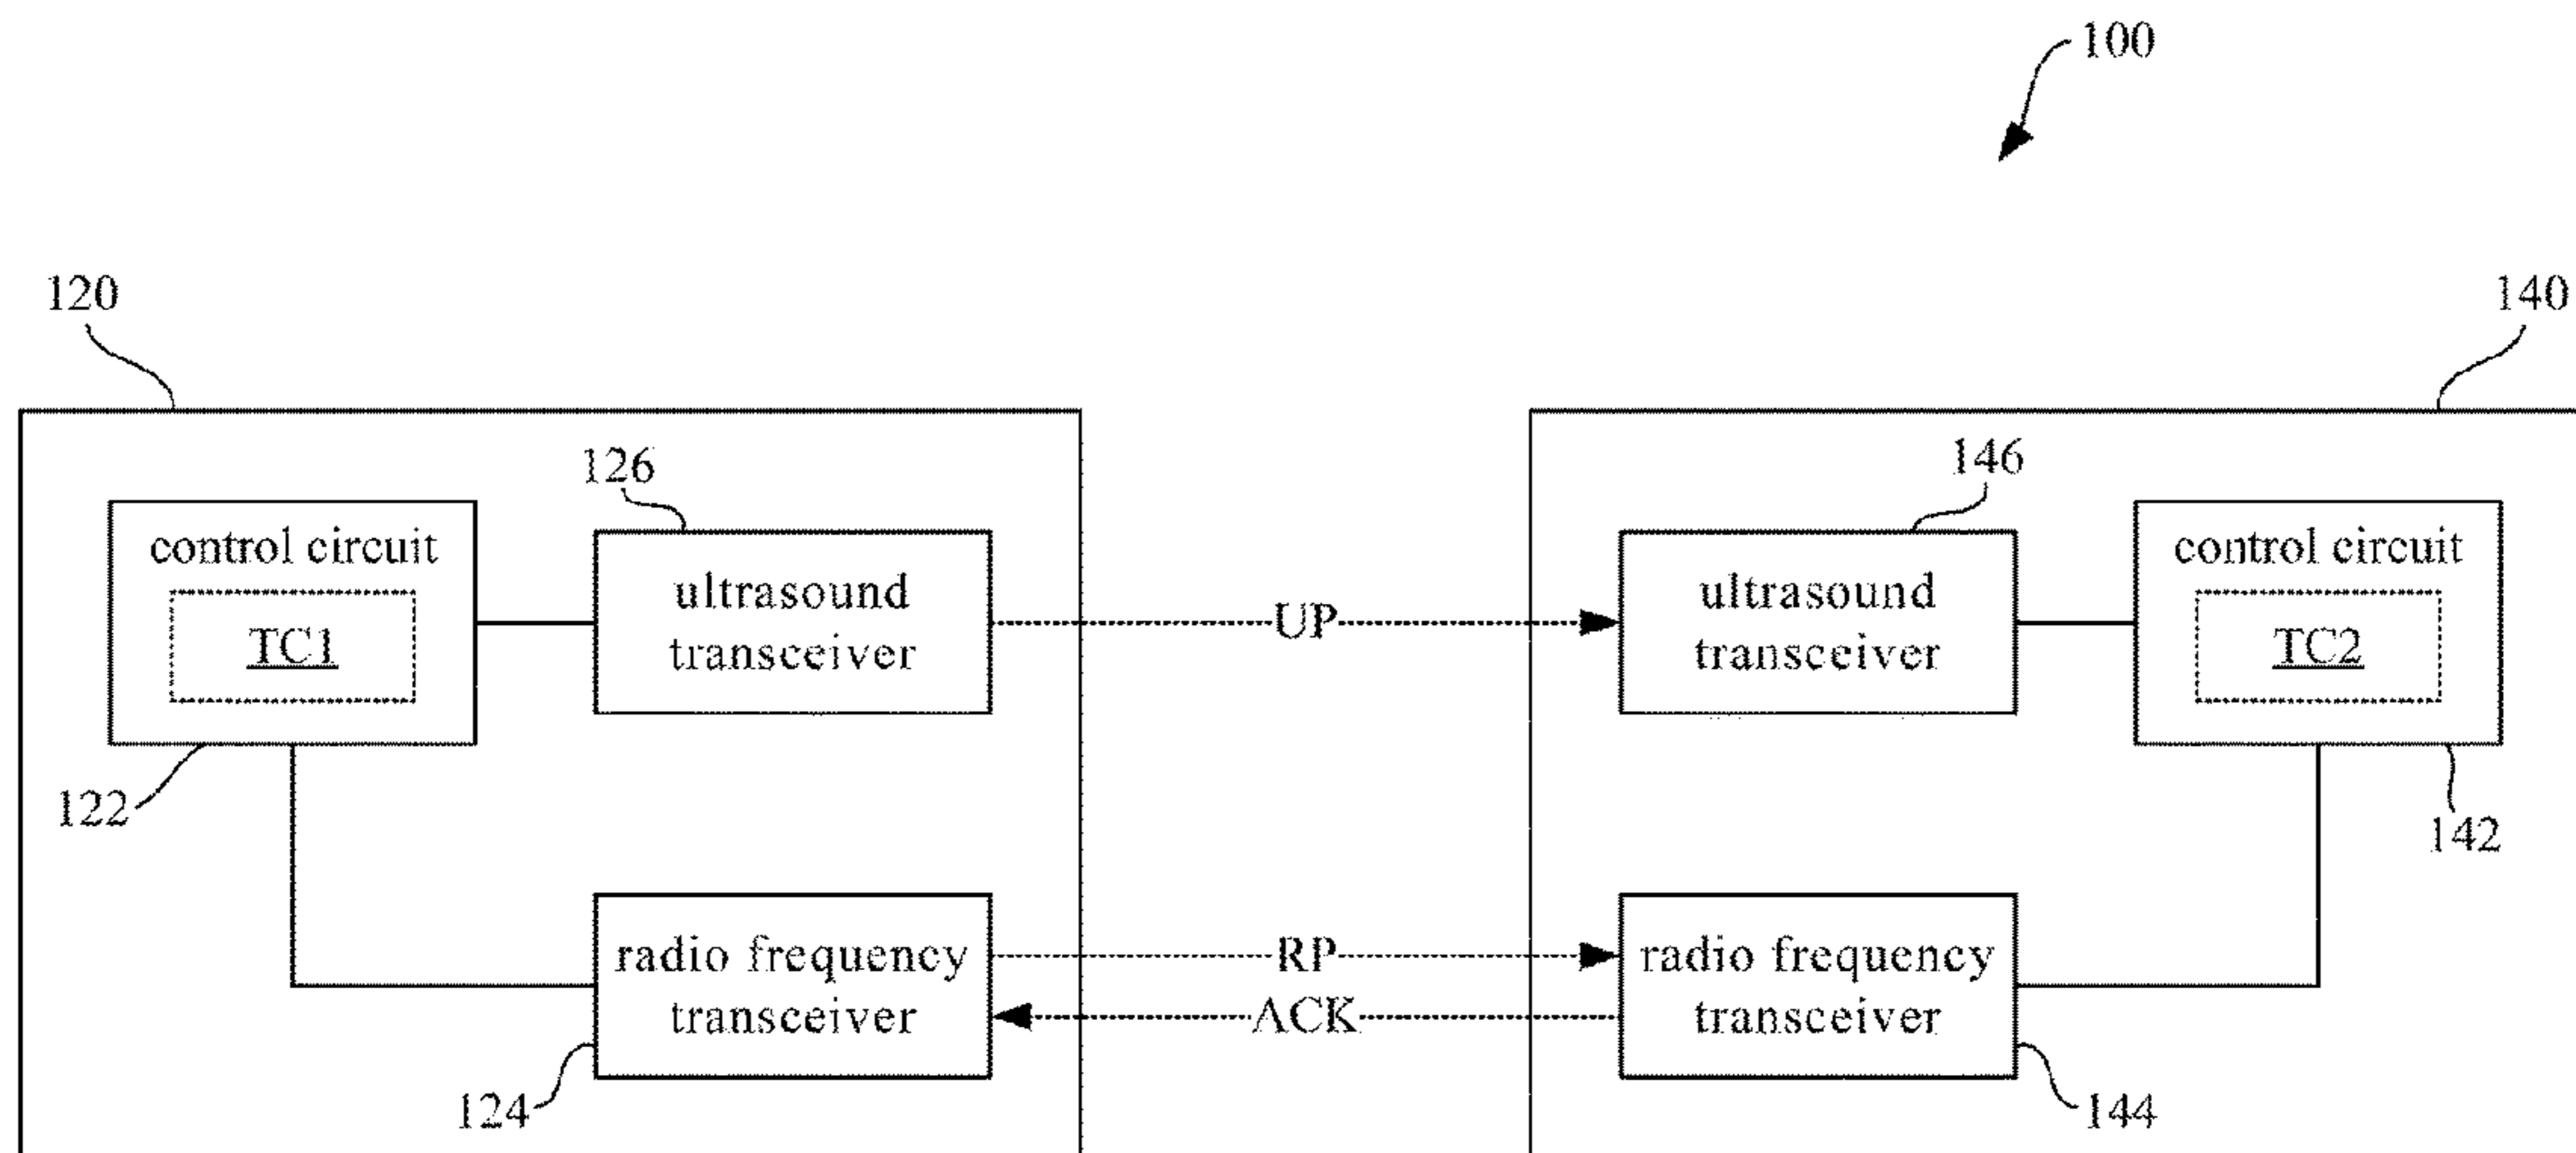 100
120
140
126
146
control circuit
TC1
ultrasound
transceiver
UP
ultrasound
transceiver
control circuit
TC2
122
142
radio frequency
transceiver
RP
ACK
radio frequency
transceiver
124
144